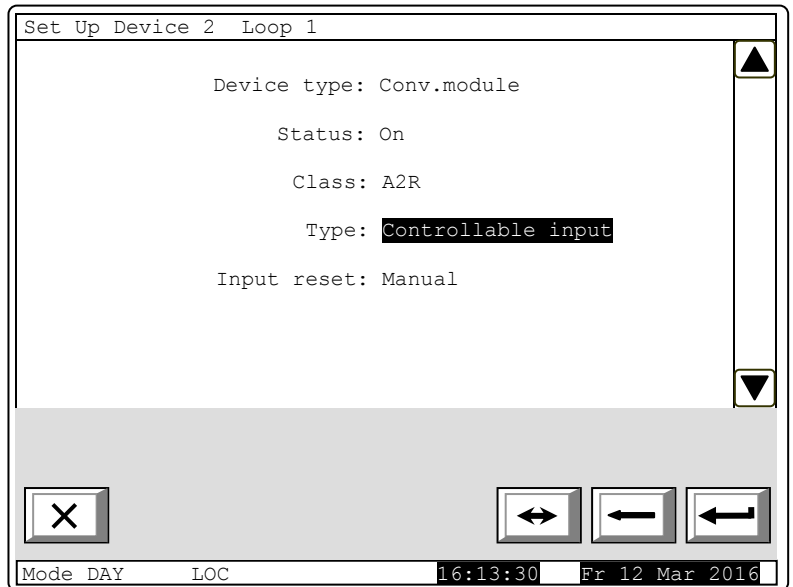 Set Up Device 2 Loop 1
Device type: Conv.module
Status: On
Class: A2R
Type: Controllable input
Input reset: Manual
Mode DAY LOC 16:13:30 Fr 12 Mar 2016